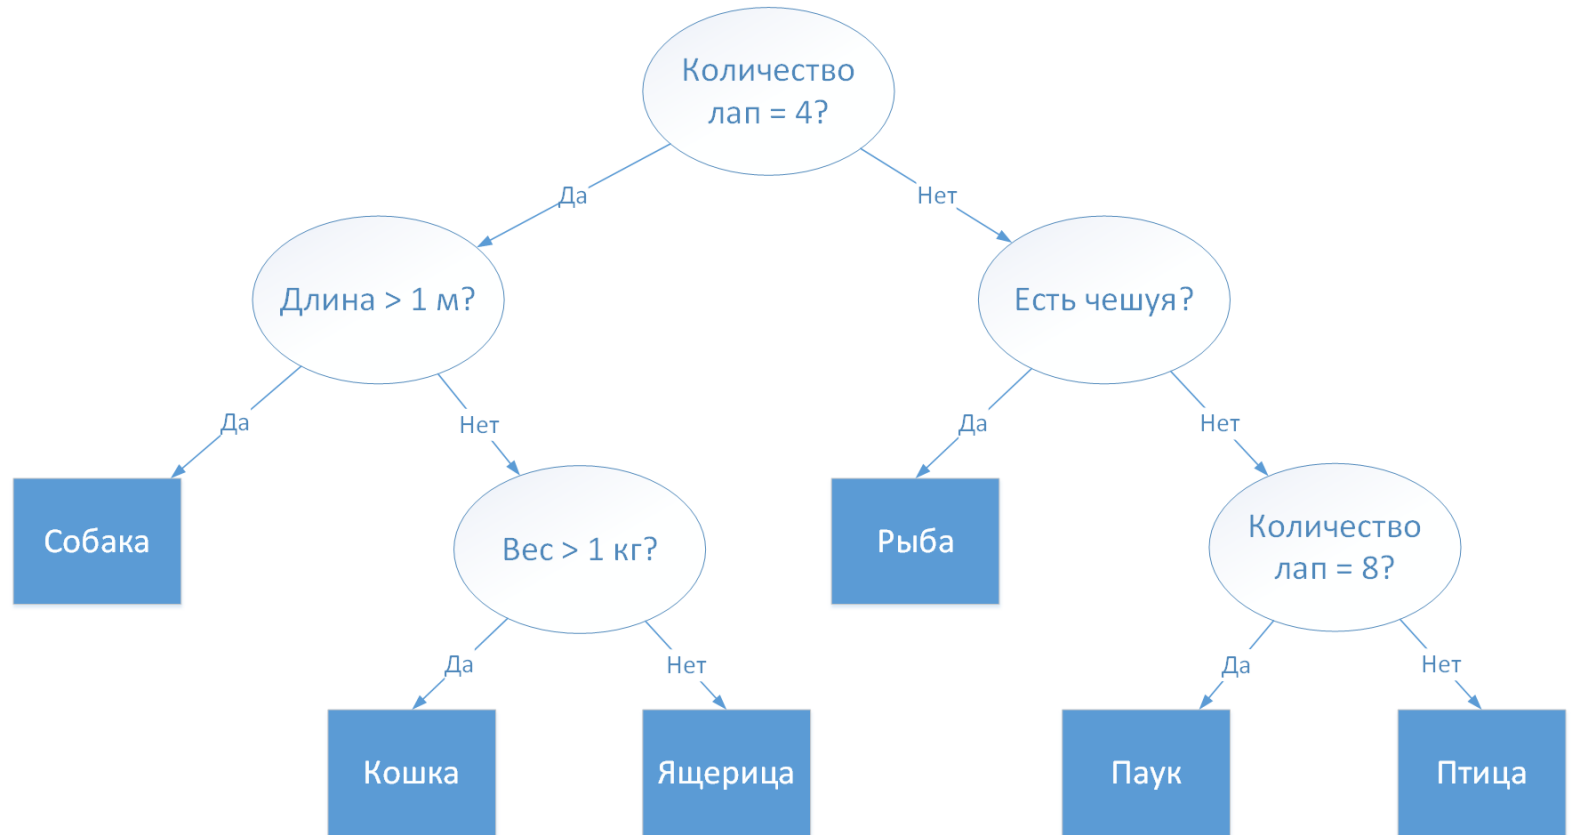 Количество
лап = 4?
Да
Нет
Длина > 1 м?
Есть чешуя?
Да
Нет
Да
Нет
Собака
Вес > 1 кг?
Рыба
Количество
лап = 8?
Да
Нет
Да
Нет
Кошка
Ящерица
Паук
Птица